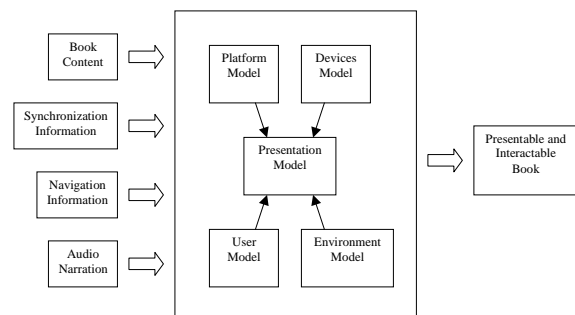 Book
Content
Synchronization
Information
Navigation
Information
Audio
Narration
Platform
Model
Devices Model
Presentation
Model
User
Model
Environment
Model
Presentable and
Interactable
Book